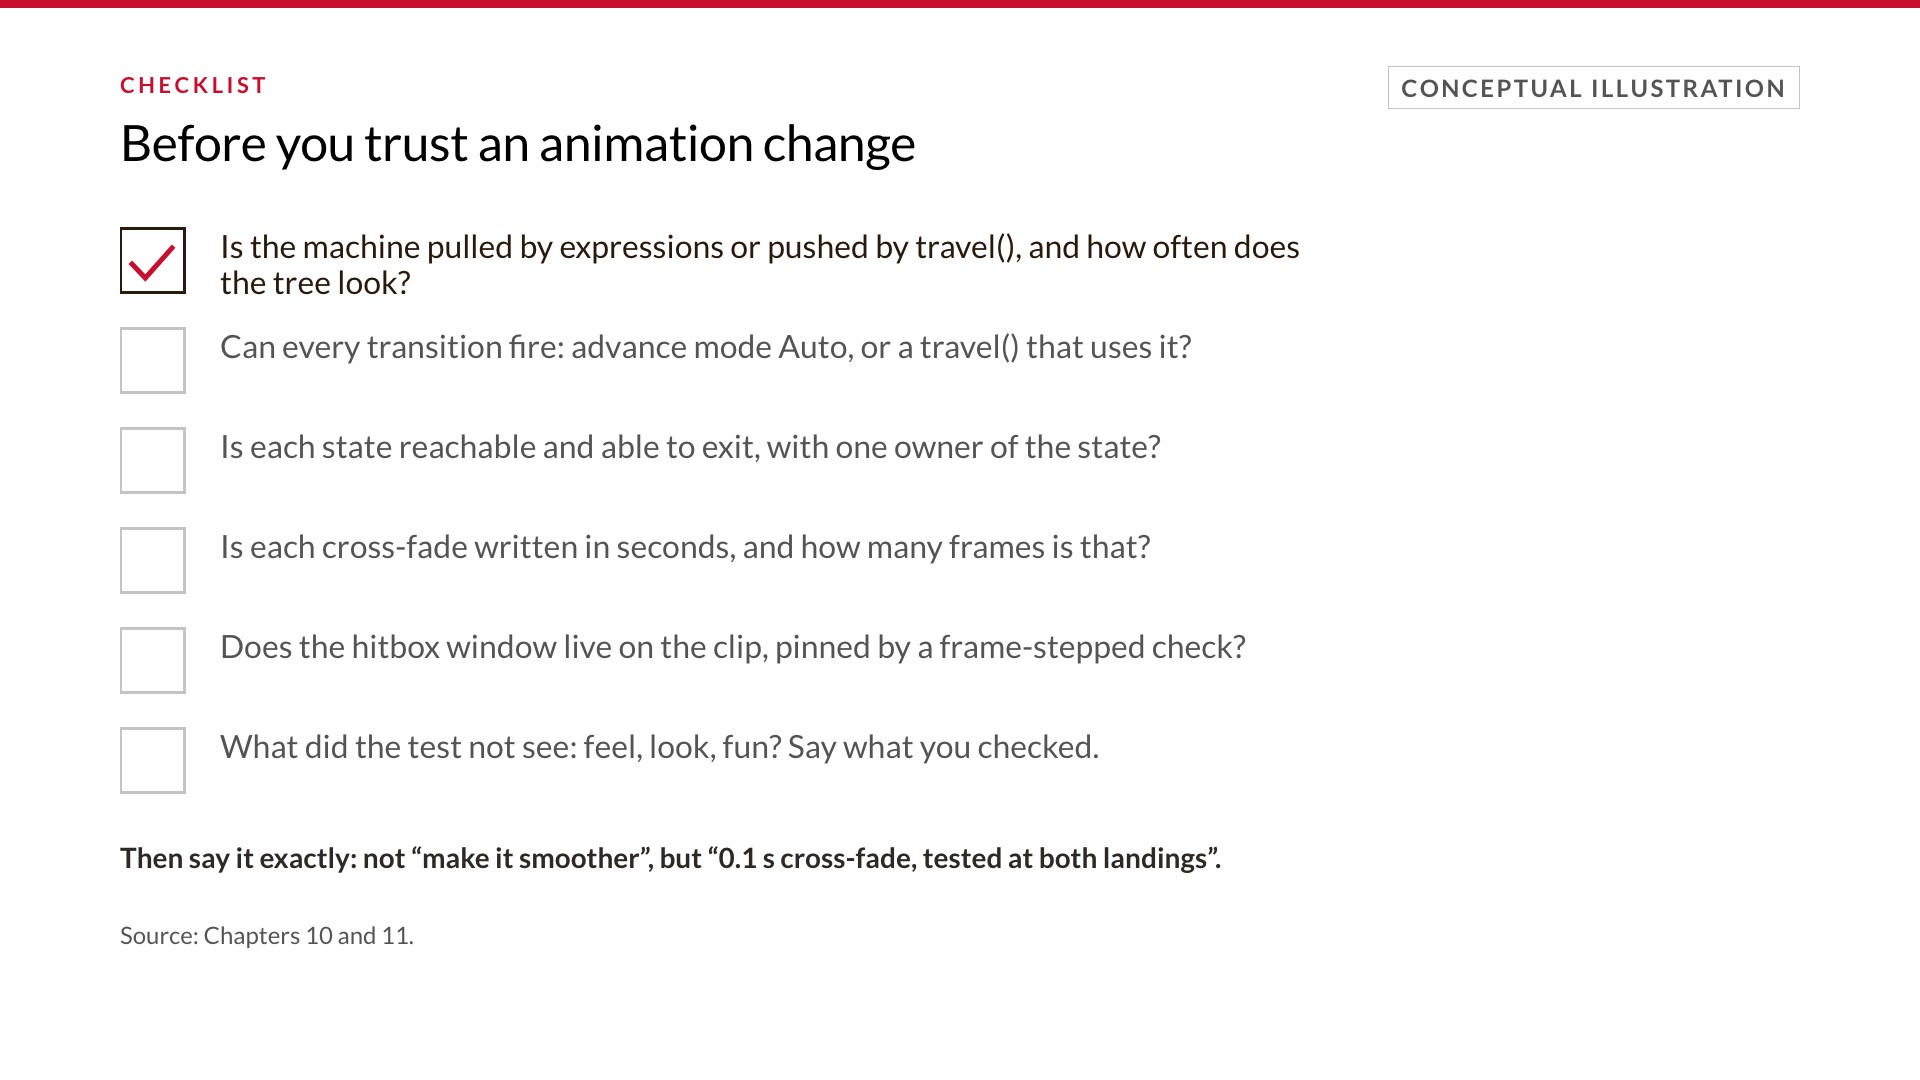 CHECKLIST
CONCEPTUAL ILLUSTRATION
Before you trust an animation change
Is the machine pulled by expressions or pushed by travel(), and how often does
the tree look?
Can every transition fire: advance mode Auto, or a travel() that uses it?
Is each state reachable and able to exit, with one owner of the state?
Is each cross-fade written in seconds, and how many frames is that?
Does the hitbox window live on the clip, pinned by a frame-stepped check?
What did the test not see: feel, look, fun? Say what you checked.
Then say it exactly: not “make it smoother”, but “0.1 s cross-fade, tested at both landings”.
Source: Chapters 10 and 11.